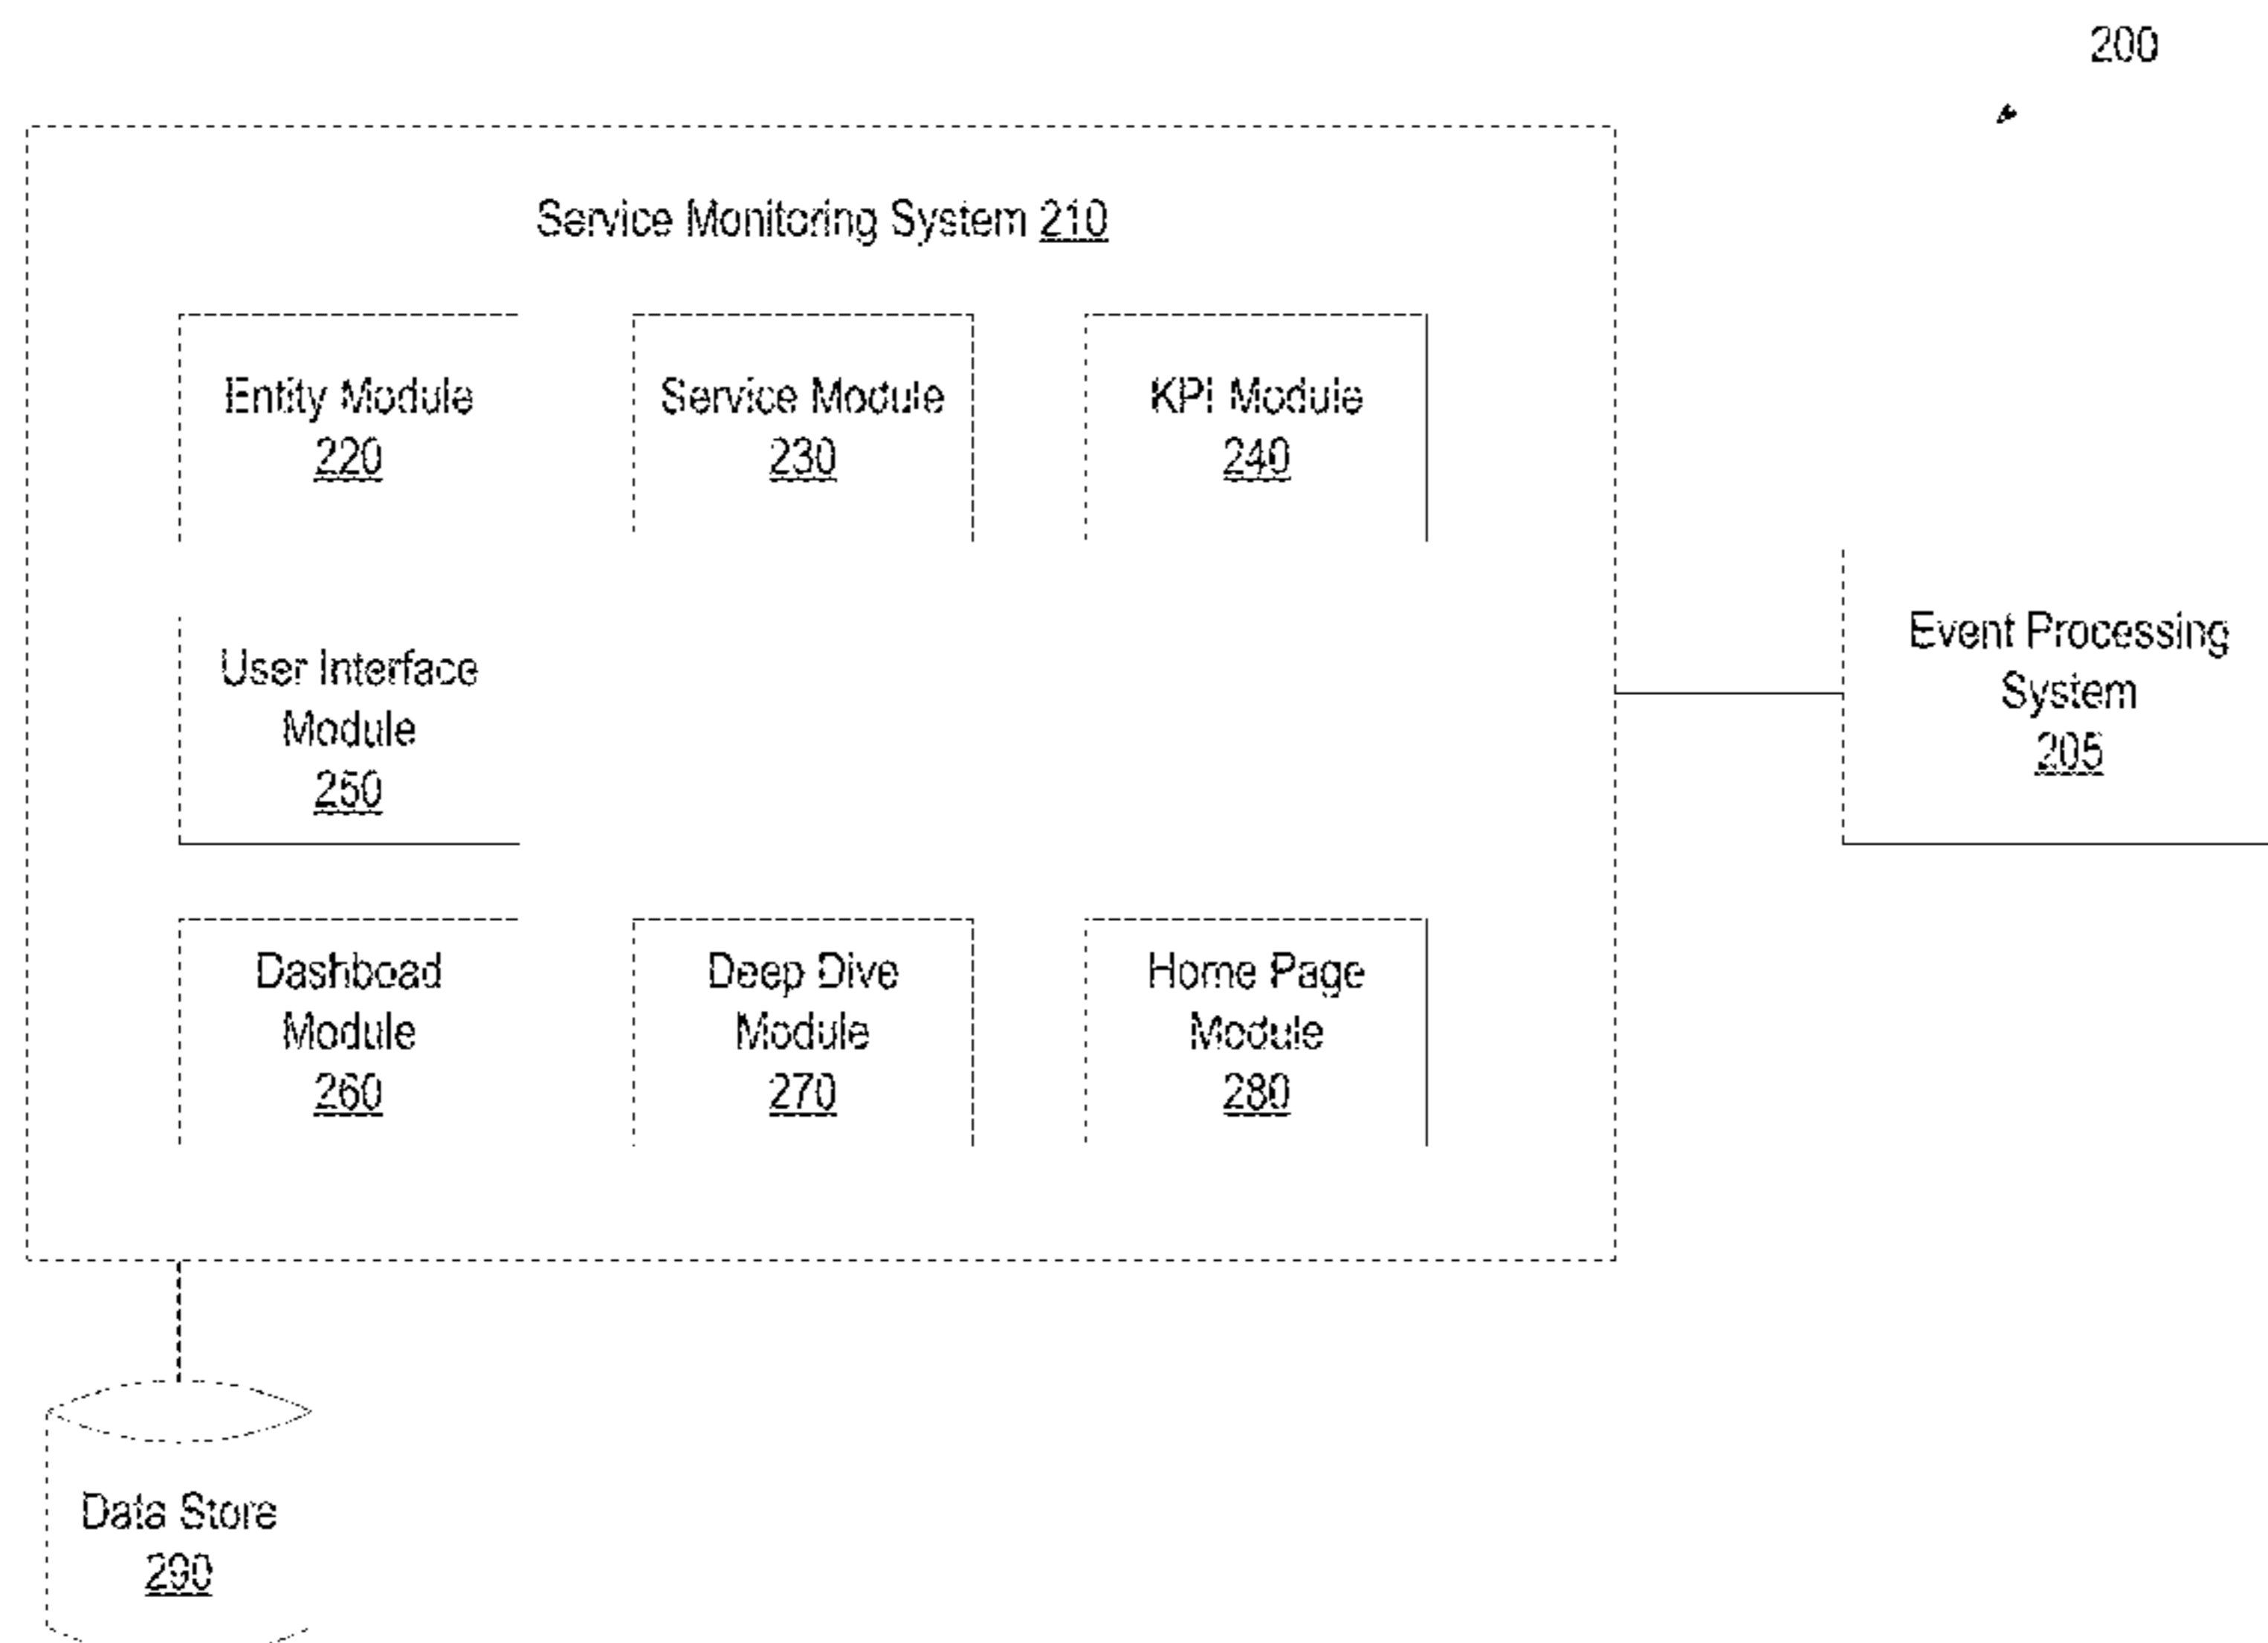 200
Service Monitoring System 210
Entity Module
220
Service Module
230
KPI Module
240
User Interface
Module
250
Event Processing
System
205
Dashboad
Module
260
Deep Dive
Module
270
Home Page
Module
280
Data Store
290